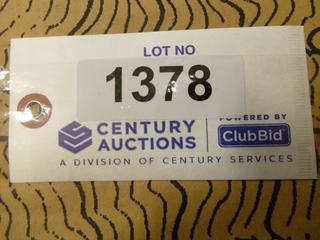 LOT NO
1378
CENTURY
AUCTIONS
POWERED BY
ClubBid
A DIVISION OF CENTURY SERVICES